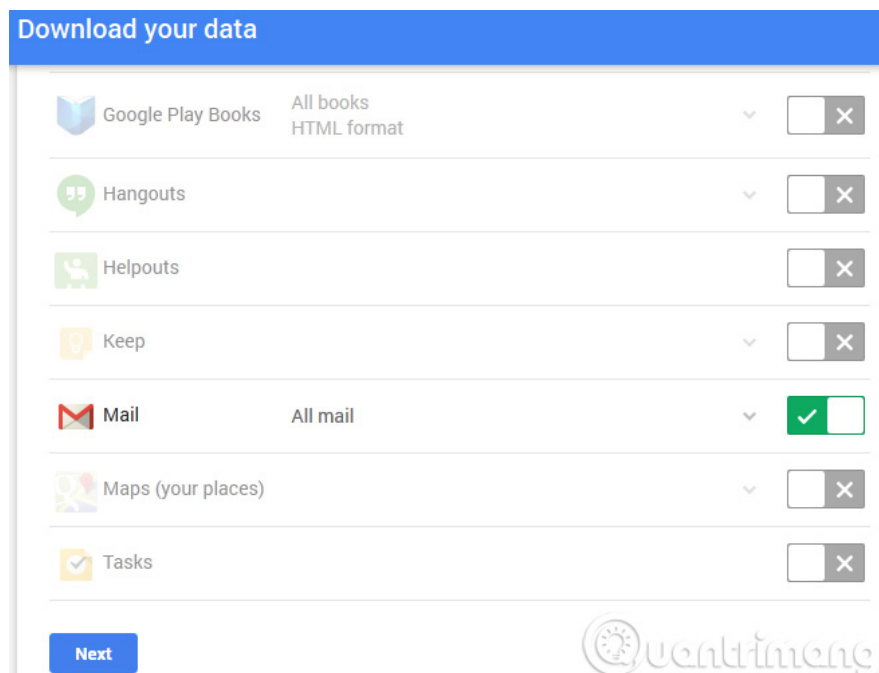 Download your data
Google Play Books
All books
HTML format
Hangouts
Helpouts
Keep
Mail
All mail
Maps (your places)
Tasks
Next
Quantrimang